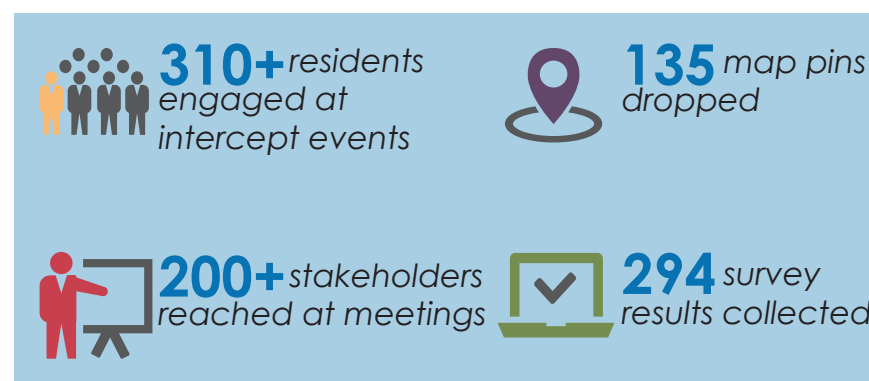 310+ residents
engaged at
intercept events
135 map pins
dropped
200+ stakeholders
reached at meetings
294 survey
results collected